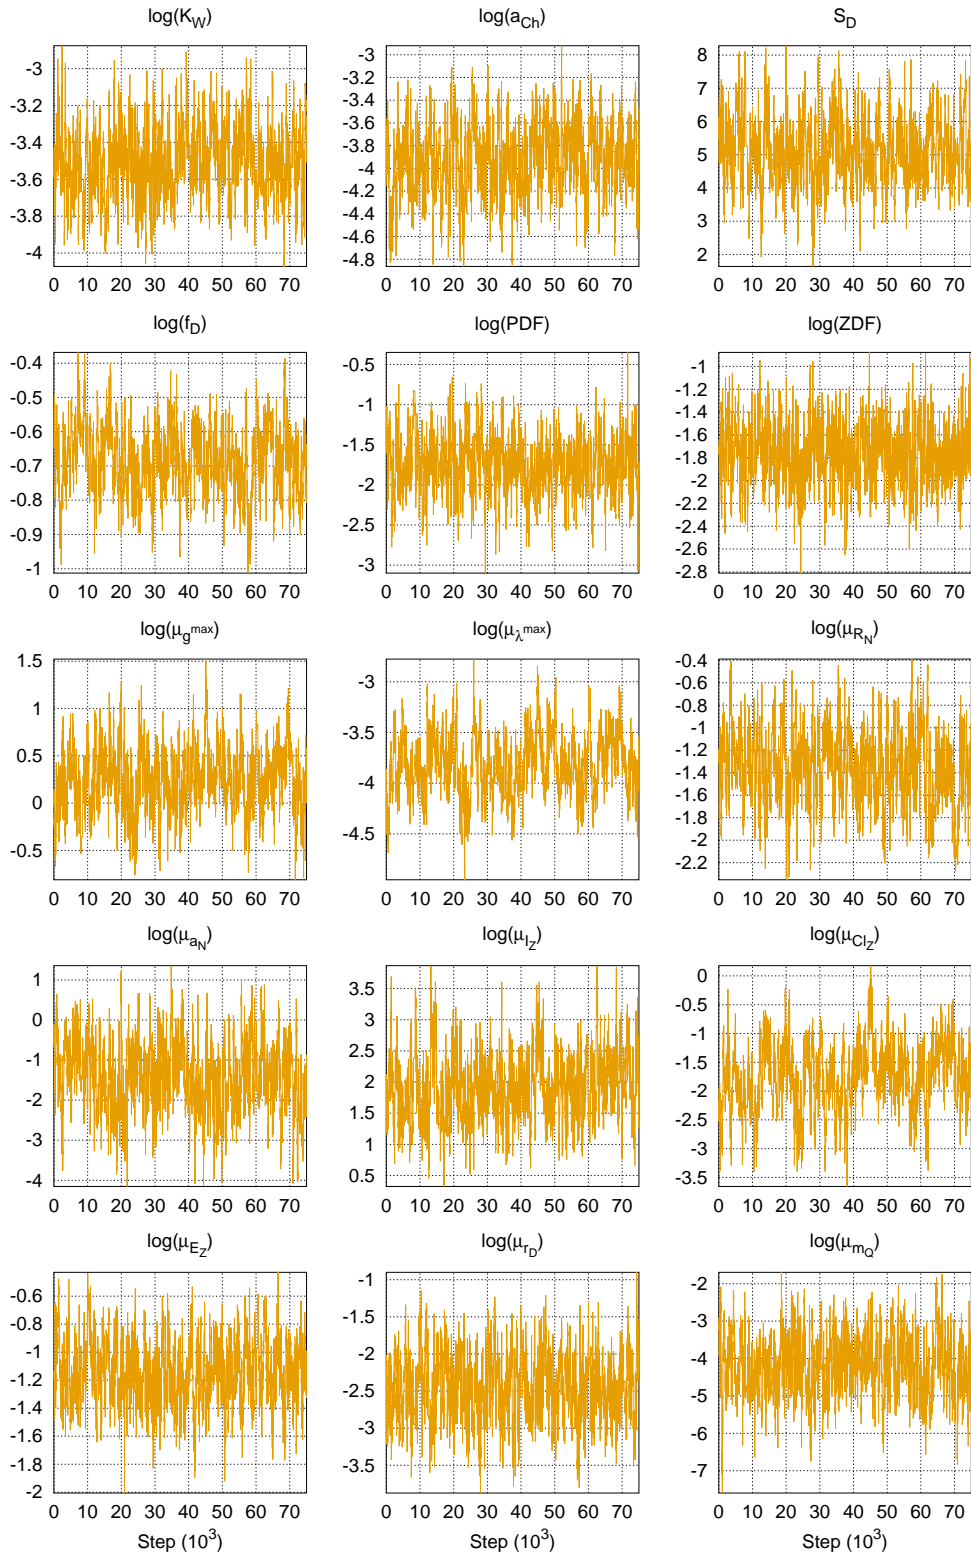 log(K_W) log(a_Ch) S_D
-3 -3 8
-3.2 -3.2 7
-3.4 -3.4 6
-3.6 -3.6 5
-3.8 -3.8 4
-4 -4 3
-4.2 2
-4.4
-4.6
-4.8
0 10 20 30 40 50 60 70 0 10 20 30 40 50 60 70 0 10 20 30 40 50 60 70
log(f_D) log(PDF) log(ZDF)
-0.4 -0.5 -1
-0.5 -1 -1.2
-0.6 -1.5 -1.4
-0.7 -2 -1.6
-0.8 -2.5 -1.8
-0.9 -3 -2
-1 -2.2
-2.4
-2.6
-2.8
0 10 20 30 40 50 60 70 0 10 20 30 40 50 60 70 0 10 20 30 40 50 60 70
log(μ_g^max) log(μ_λ^max) log(μ_R_N)
1.5 -3 -0.4
1 -3.5 -0.6
0.5 -4 -0.8
0 -4.5 -1
-0.5 -1.2
-1.4
-1.6
-1.8
-2
-2.2
0 10 20 30 40 50 60 70 0 10 20 30 40 50 60 70 0 10 20 30 40 50 60 70
log(μ_a_N) log(μ_I_Z) log(μ_Cl_Z)
1 3.5 0
0 3 -0.5
-1 2.5 -1
-2 2 -1.5
-3 1.5 -2
-4 1 -2.5
0.5 -3
-3.5
0 10 20 30 40 50 60 70 0 10 20 30 40 50 60 70 0 10 20 30 40 50 60 70
log(μ_E_Z) log(μ_r_D) log(μ_m_Q)
-0.6 -1 -2
-0.8 -1.5 -3
-1 -2 -4
-1.2 -2.5 -5
-1.4 -3 -6
-1.6 -3.5 -7
-1.8
-2
0 10 20 30 40 50 60 70 0 10 20 30 40 50 60 70 0 10 20 30 40 50 60 70
Step (10^3) Step (10^3) Step (10^3)